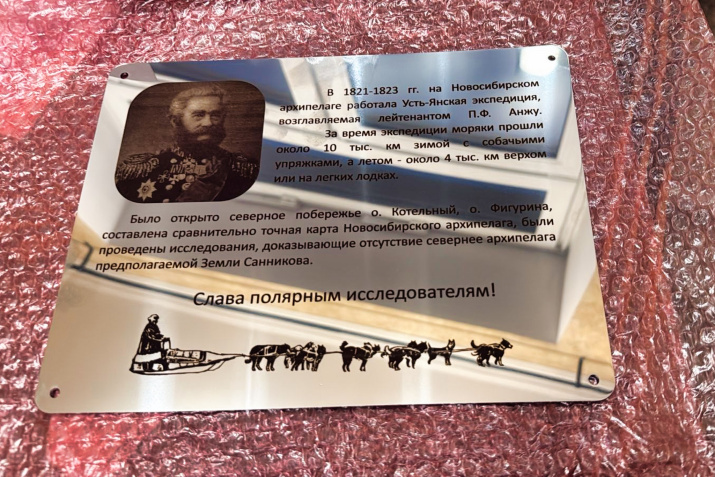 В 1821-1823 гг. на Новосибирском
архипелаге работала Усть-Янская экспедиция,
возглавляемая лейтенантом П.Ф. Анжу.
За время экспедиции моряки прошли
около 10 тыс. км зимой с собачьими
упряжками, а летом - около 4 тыс. км верхом
или на легких лодках.
Было открыто северное побережье о. Котельный, о. Фигурина,
составлена сравнительно точная карта Новосибирского архипелага, были
проведены исследования, доказывающие отсутствие севернее архипелага
предполагаемой Земли Санникова.
Слава полярным исследователям!